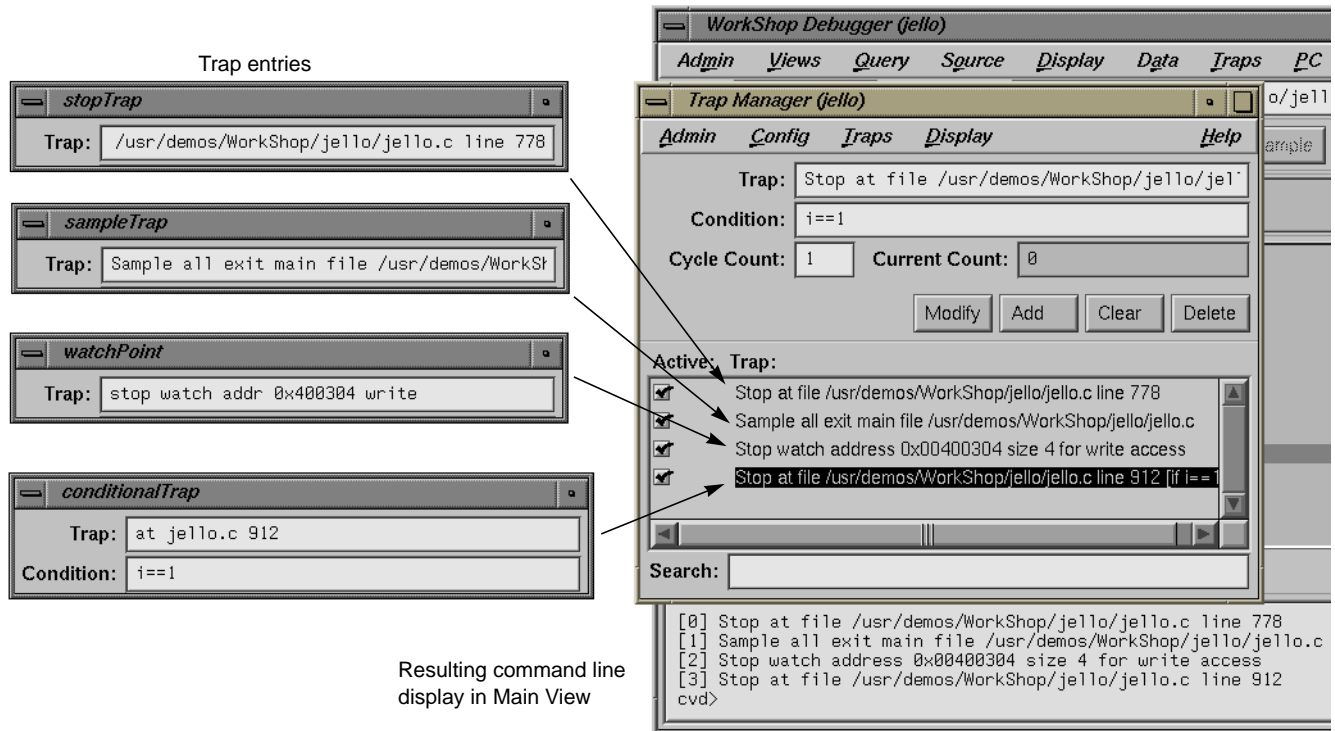 Trap entries
stopTrap
Trap: /usr/demos/WorkShop/jello/jello.c line 778
sampleTrap
Trap: Sample all exit main file /usr/demos/WorkSh
watchPoint
Trap: stop watch addr 0x400304 write
conditionalTrap
Trap: at jello.c 912
Condition: i==1
Resulting command line
display in Main View
WorkShop Debugger (jello)
Admin Views Query Source Display Data Traps PC
o/jell
ample
Trap Manager (jello)
Admin Config Traps Display Help
Trap: Stop at file /usr/demos/WorkShop/jello/jel
Condition: i==1
Cycle Count: 1 Current Count: 0
Modify Add Clear Delete
Active: Trap:
Stop at file /usr/demos/WorkShop/jello/jello.c line 778
Sample all exit main file /usr/demos/WorkShop/jello/jello.c
Stop watch address 0x00400304 size 4 for write access
Stop at file /usr/demos/WorkShop/jello/jello.c line 912 [if i==1
Search:
[0] Stop at file /usr/demos/WorkShop/jello/jello.c line 778
[1] Sample all exit main file /usr/demos/WorkShop/jello/jello.c
[2] Stop watch address 0x00400304 size 4 for write access
[3] Stop at file /usr/demos/WorkShop/jello/jello.c line 912
cvd>